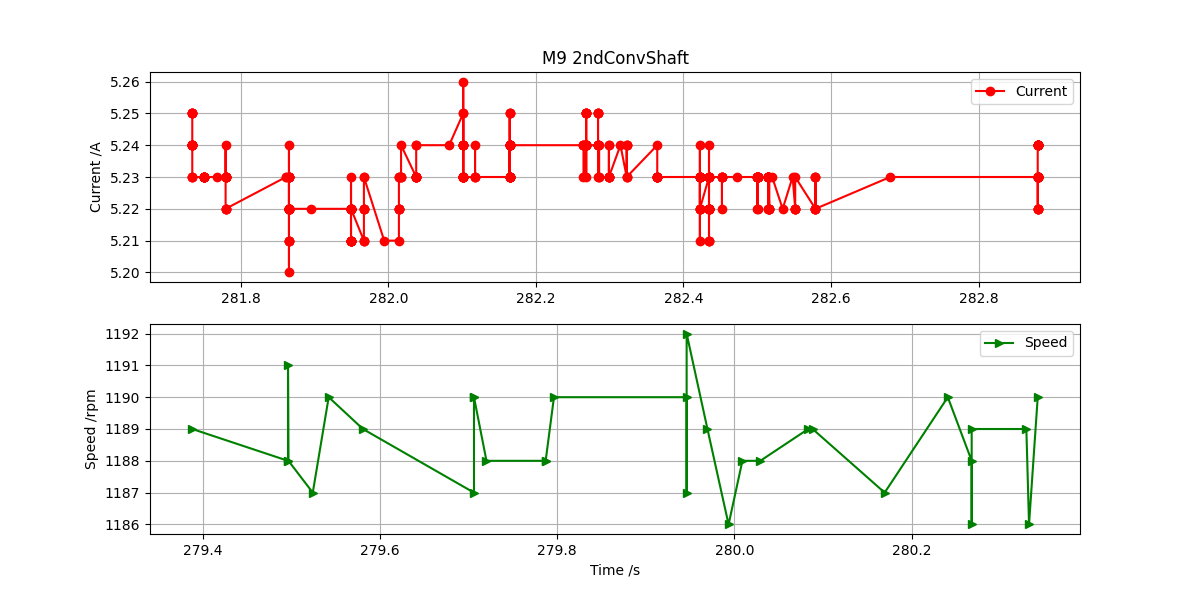 M9 2ndConvShaft
5.26
5.25
5.24
5.23
5.22
5.21
5.20
Current /A
Current
281.8 282.0 282.2 282.4 282.6 282.8
1192
1191
1190
1189
1188
1187
1186
Speed /rpm
Speed
279.4 279.6 279.8 280.0 280.2
Time /s